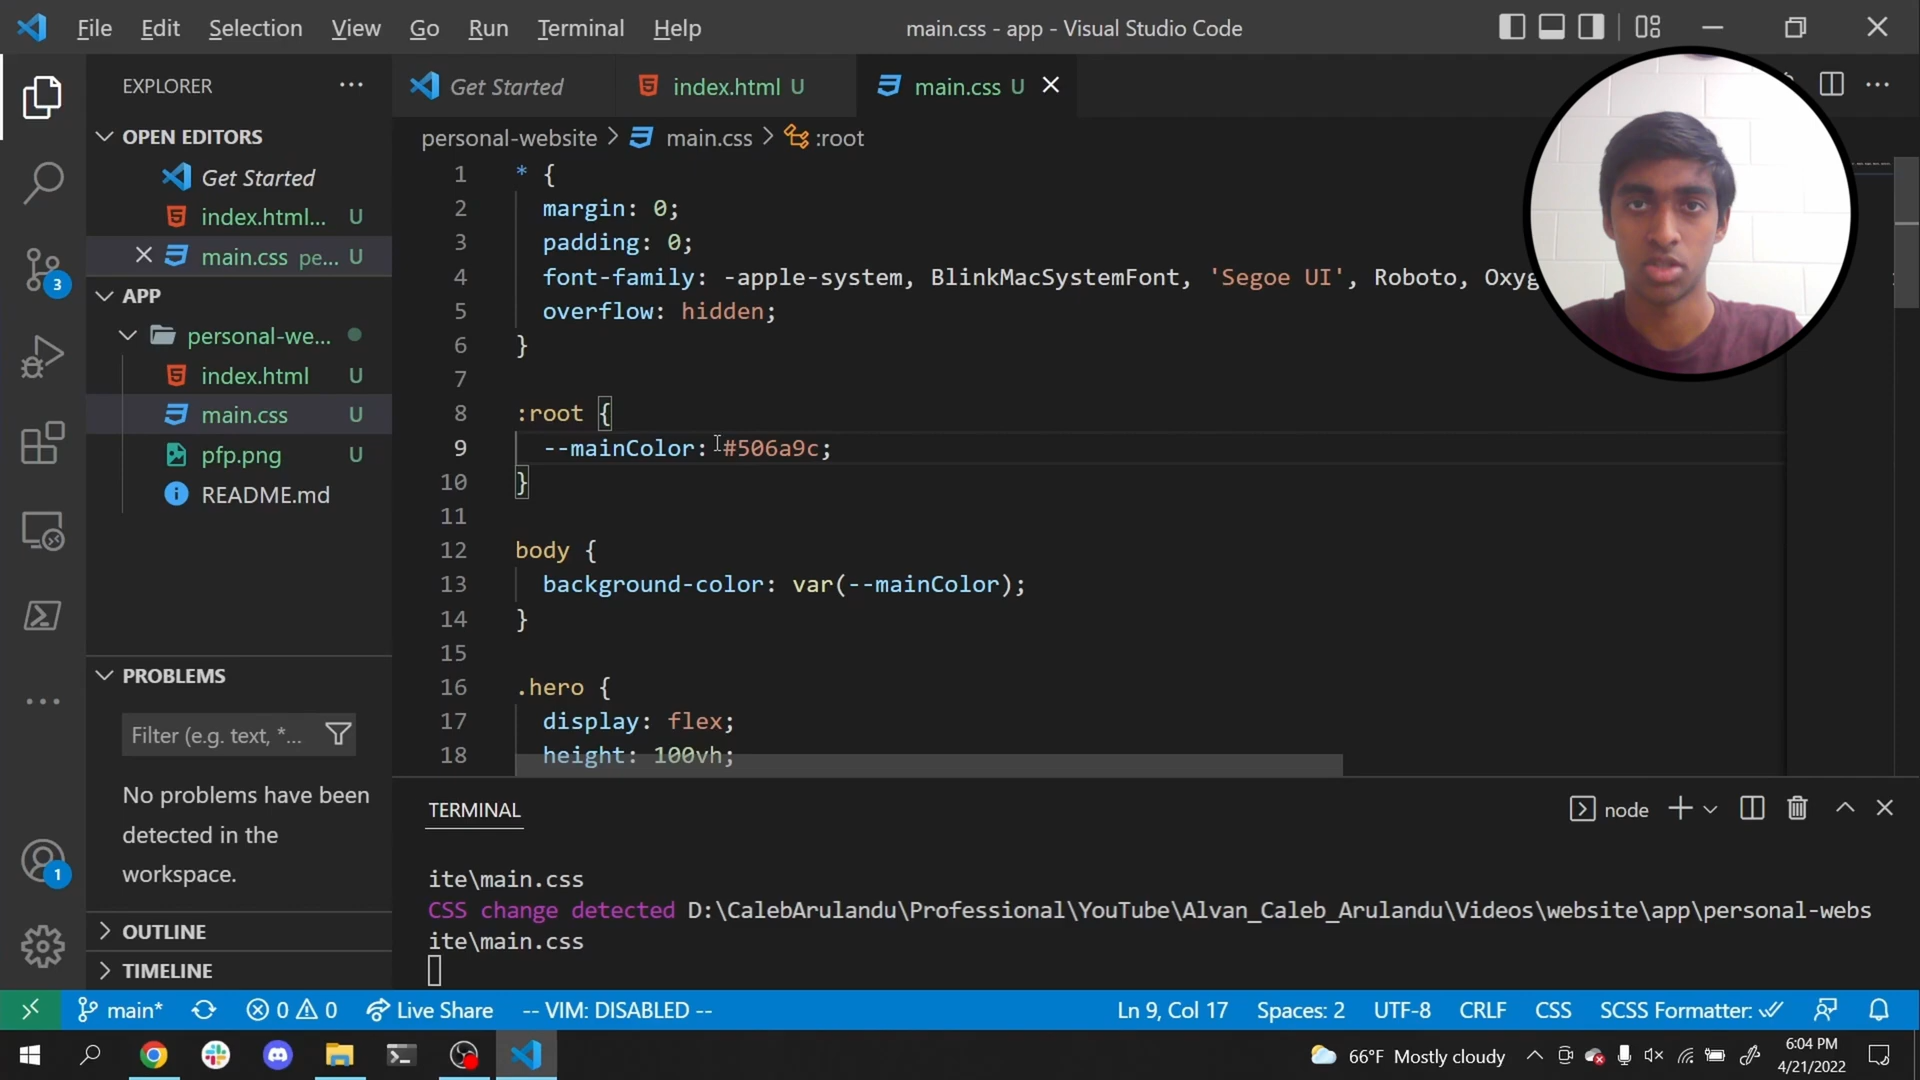 File Edit Selection View Go Run Terminal Help main.css - app - Visual Studio Code
EXPLORER
OPEN EDITORS
Get Started
index.html... U
main.css pe... U
APP
personal-we...
index.html U
main.css U
pfp.png U
README.md
PROBLEMS
Filter (e.g. text, *...
No problems have been
detected in the
workspace.
OUTLINE
TIMELINE
3
1
Get Started index.html U main.css U
personal-website > main.css > :root
1 * {
2 margin: 0;
3 padding: 0;
4 font-family: -apple-system, BlinkMacSystemFont, 'Segoe UI', Roboto, Oxyg
5 overflow: hidden;
6 }
7
8 :root {
9 --mainColor: #506a9c;
10 }
11
12 body {
13 background-color: var(--mainColor);
14 }
15
16 .hero {
17 display: flex;
18 height: 100vh;
TERMINAL
node
ite\main.css
CSS change detected D:\CalebArulandu\Professional\YouTube\Alvan_Caleb_Arulandu\Videos\website\app\personal-webs
ite\main.css
main* 0 0 Live Share -- VIM: DISABLED -- Ln 9, Col 17 Spaces: 2 UTF-8 CRLF CSS SCSS Formatter:
66°F Mostly cloudy
6:04 PM
4/21/2022